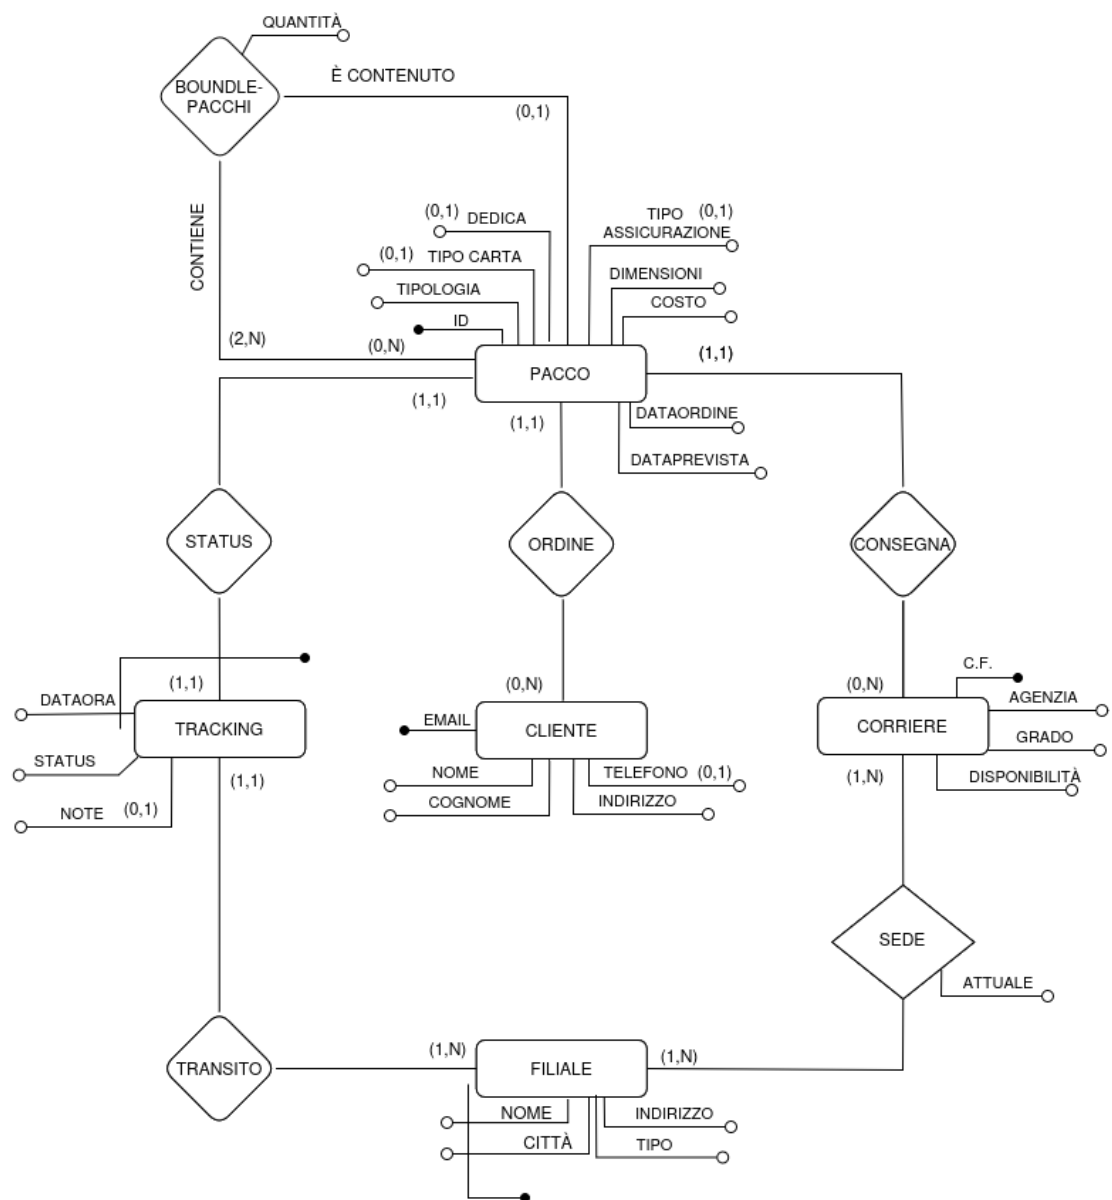 QUANTITÀ
BOUNDLE-
PACCHI
È CONTENUTO
(0,1)
CONTIENE
(0,1)
DEDICA
TIPO
(0,1)
ASSICURAZIONE
(0,1)
TIPO CARTA
DIMENSIONI
TIPOLOGIA
COSTO
ID
(2,N)
(0,N)
(1,1)
PACCO
(1,1)
(1,1)
DATAORDINE
DATAPREVISTA
STATUS
ORDINE
CONSEGNA
C.F.
(1,1)
(0,N)
(0,N)
DATAORA
AGENZIA
TRACKING
EMAIL
CLIENTE
CORRIERE
GRADO
STATUS
(1,1)
NOME
TELEFONO (0,1)
(1,N)
DISPONIBILITÀ
NOTE
(0,1)
COGNOME
INDIRIZZO
SEDE
ATTUALE
TRANSITO
(1,N)
FILIALE
(1,N)
NOME
INDIRIZZO
CITTÀ
TIPO